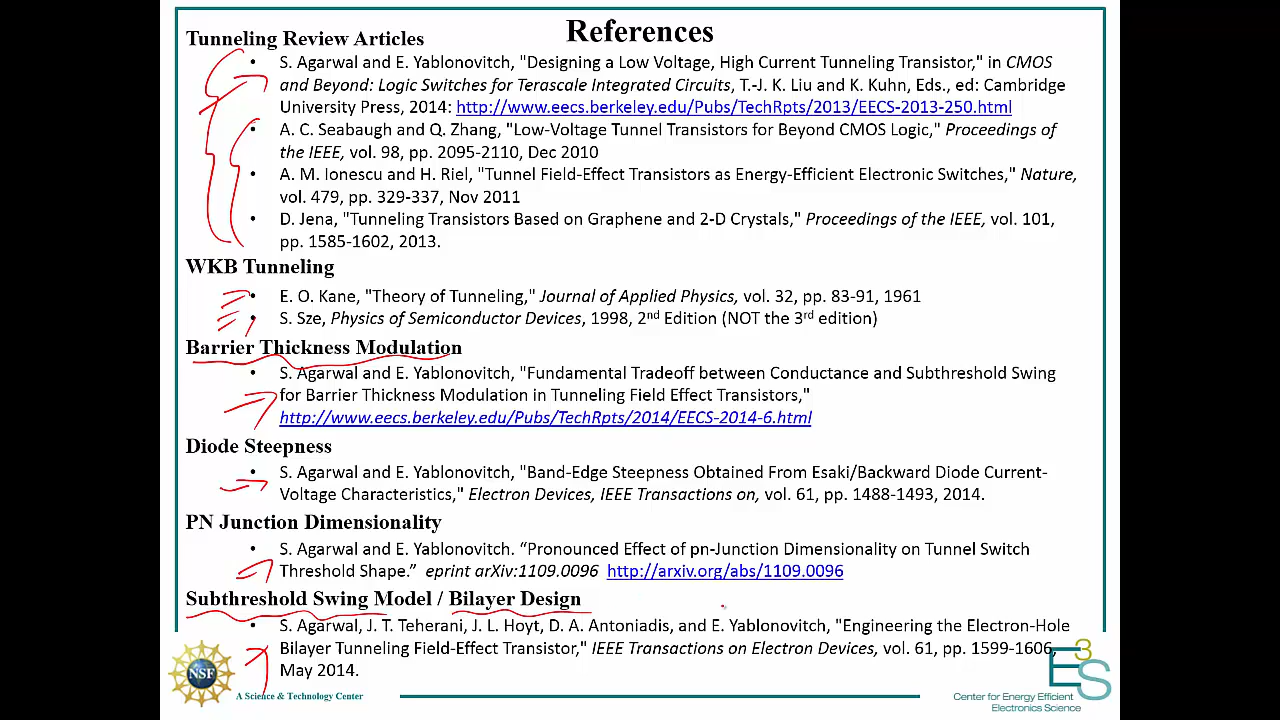 References
Tunneling Review Articles
• S. Agarwal and E. Yablonovitch, "Designing a Low Voltage, High Current Tunneling Transistor," in CMOS
and Beyond: Logic Switches for Terascale Integrated Circuits, T.-J. K. Liu and K. Kuhn, Eds., ed: Cambridge
University Press, 2014: http://www.eecs.berkeley.edu/Pubs/TechRpts/2013/EECS-2013-250.html
• A. C. Seabaugh and Q. Zhang, "Low-Voltage Tunnel Transistors for Beyond CMOS Logic," Proceedings of
the IEEE, vol. 98, pp. 2095-2110, Dec 2010
• A. M. Ionescu and H. Riel, "Tunnel Field-Effect Transistors as Energy-Efficient Electronic Switches," Nature,
vol. 479, pp. 329-337, Nov 2011
• D. Jena, "Tunneling Transistors Based on Graphene and 2-D Crystals," Proceedings of the IEEE, vol. 101,
pp. 1585-1602, 2013.
WKB Tunneling
• E. O. Kane, "Theory of Tunneling," Journal of Applied Physics, vol. 32, pp. 83-91, 1961
• S. Sze, Physics of Semiconductor Devices, 1998, 2nd Edition (NOT the 3rd edition)
Barrier Thickness Modulation
• S. Agarwal and E. Yablonovitch, "Fundamental Tradeoff between Conductance and Subthreshold Swing
for Barrier Thickness Modulation in Tunneling Field Effect Transistors,"
http://www.eecs.berkeley.edu/Pubs/TechRpts/2014/EECS-2014-6.html
Diode Steepness
• S. Agarwal and E. Yablonovitch, "Band-Edge Steepness Obtained From Esaki/Backward Diode Current-
Voltage Characteristics," Electron Devices, IEEE Transactions on, vol. 61, pp. 1488-1493, 2014.
PN Junction Dimensionality
• S. Agarwal and E. Yablonovitch. “Pronounced Effect of pn-Junction Dimensionality on Tunnel Switch
Threshold Shape.” eprint arXiv:1109.0096 http://arxiv.org/abs/1109.0096
Subthreshold Swing Model / Bilayer Design
• S. Agarwal, J. T. Teherani, J. L. Hoyt, D. A. Antoniadis, and E. Yablonovitch, "Engineering the Electron-Hole
Bilayer Tunneling Field-Effect Transistor," IEEE Transactions on Electron Devices, vol. 61, pp. 1599-1606,
May 2014.
NSF
A Science & Technology Center
E3S
Center for Energy Efficient
Electronics Science